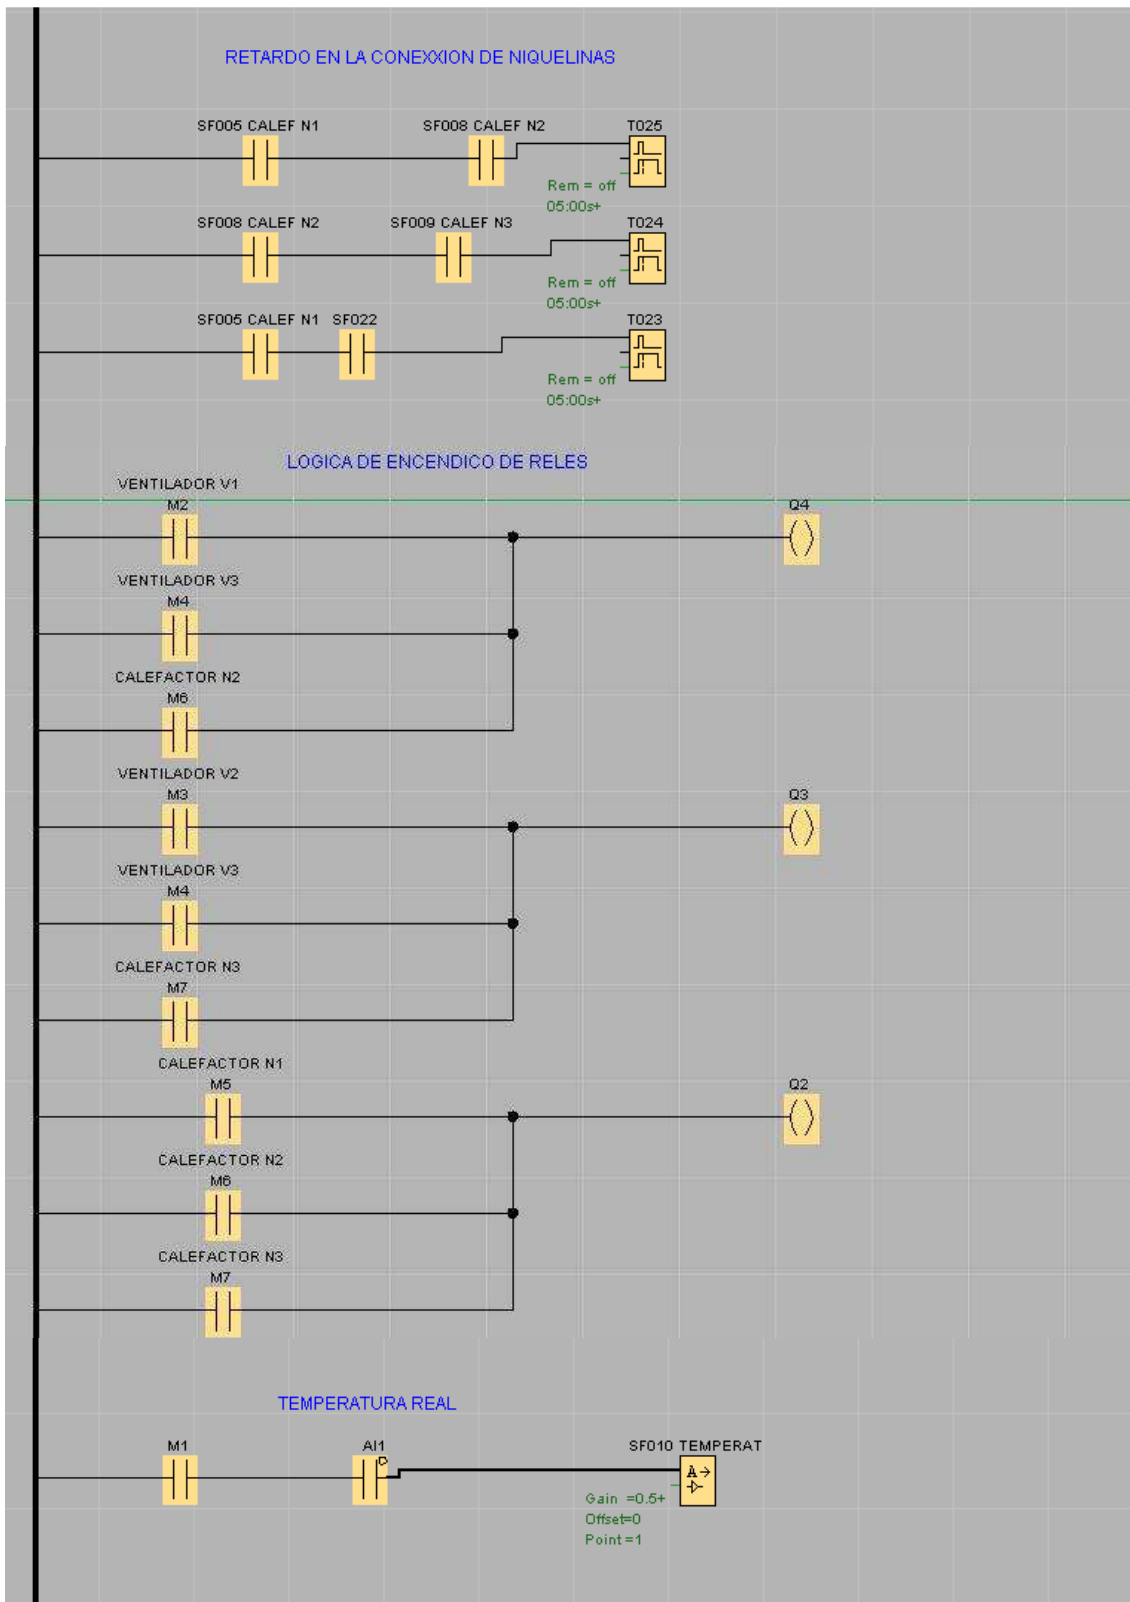 RETARDO EN LA CONEXXION DE NIQUELINAS
SF005 CALEF N1 SF008 CALEF N2 T025
Rem = off
05:00s+
SF008 CALEF N2 SF009 CALEF N3 T024
Rem = off
05:00s+
SF005 CALEF N1 SF022 T023
Rem = off
05:00s+
LOGICA DE ENCENDICO DE RELES
VENTILADOR V1
M2 Q4
VENTILADOR V3
M4
CALEFACTOR N2
M6
VENTILADOR V2
M3 Q3
VENTILADOR V3
M4
CALEFACTOR N3
M7
CALEFACTOR N1
M5 Q2
CALEFACTOR N2
M6
CALEFACTOR N3
M7
TEMPERATURA REAL
M1 AI1 SF010 TEMPERAT
A→
Gain =0.5+
Offset=0
Point=1